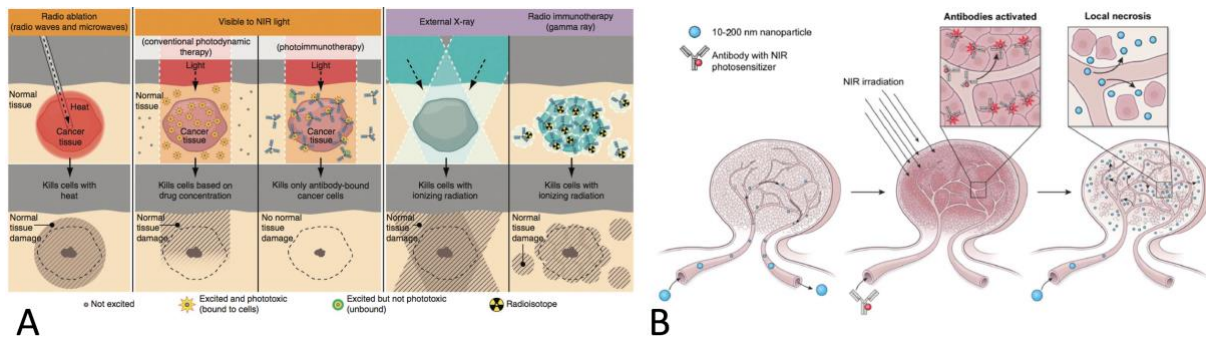 Radio ablation
(radio waves and microwaves)
Visible to NIR light
(conventional photodynamic
therapy)
(photoimmunotherapy)
External X-ray
Radio immunotherapy
(gamma ray)
Normal
tissue
Heat
Cancer
tissue
Light
Normal
tissue
Cancer
tissue
Light
Cancer
tissue
Kills cells with
heat
Kills cells based on
drug concentration
Kills only antibody-bound
cancer cells
Kills cells with
ionizing radiation
Kills cells with
ionizing radiation
Normal
tissue
damage
Normal
tissue
damage
No normal
tissue
damage
Normal
tissue
damage
Normal
tissue
damage
Not excited
Excited and phototoxic
(bound to cells)
Excited but not phototoxic
(unbound)
Radioisotope
A
10-200 nm nanoparticle
Antibody with NIR
photosensitizer
NIR irradiation
Antibodies activated
Local necrosis
B